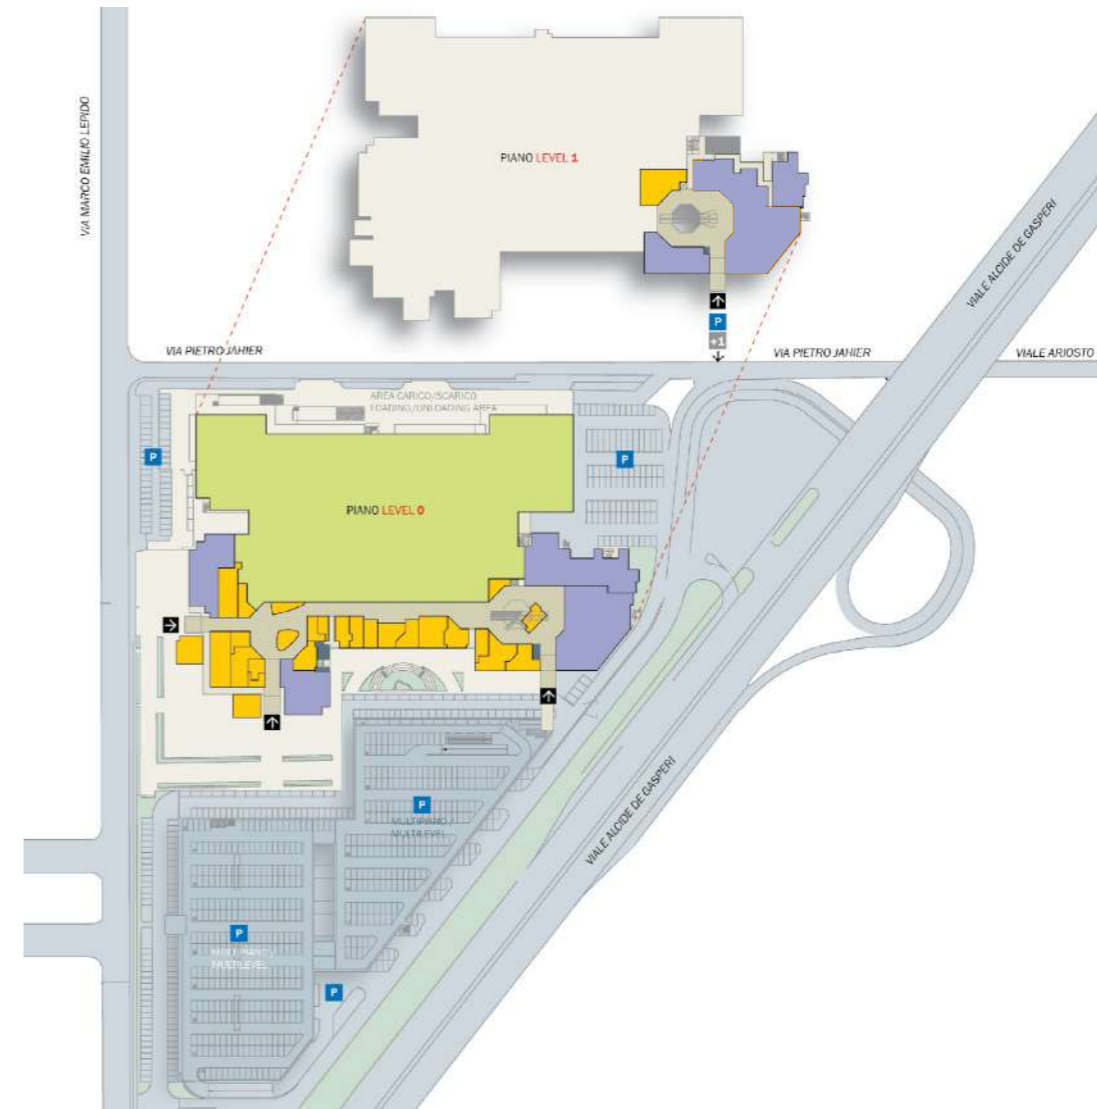 VIA MARCO EMILIO LEPIDO
PIANO LEVEL 1
VIALE ALCIDE DE GASPERI
P
+1
VIA PIETRO JAHIER
VIA PIETRO JAHIER
VIALE ARIOSTO
AREA CARICO/SCARICO
LOADING/UNLOADING AREA
P
P
PIANO LEVEL 0
VIALE ALCIDE DE GASPERI
P
MULTIPIANO /
MULTILEVEL
P
MULTIPIANO /
MULTILEVEL
P